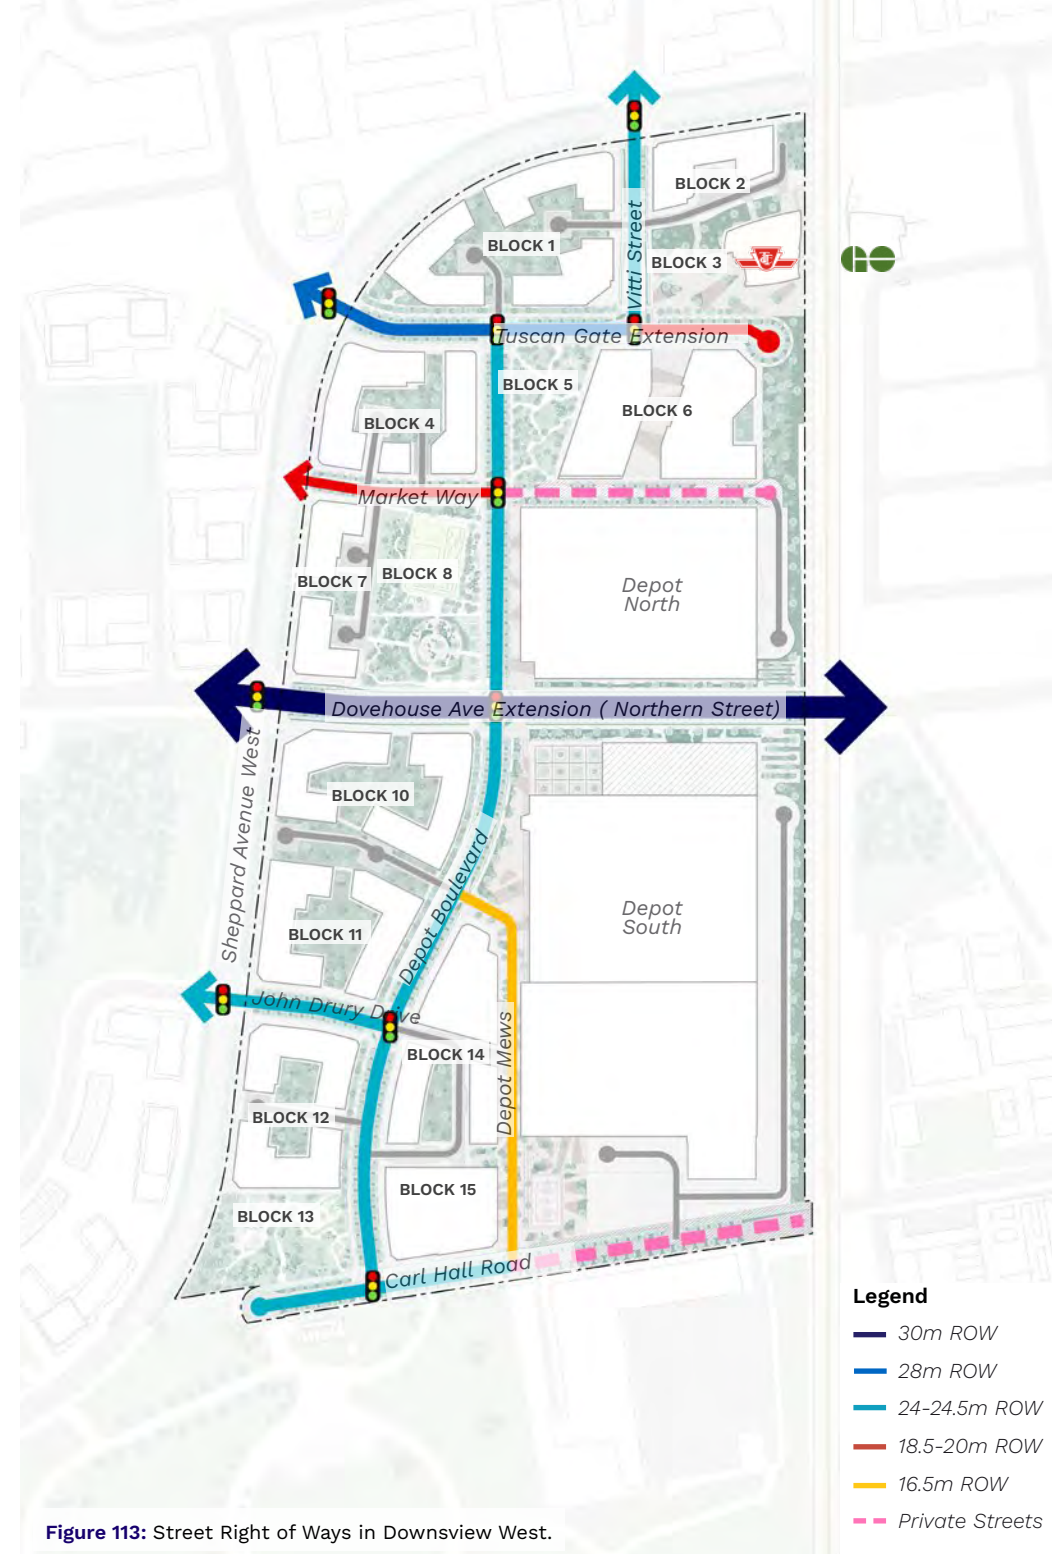 BLOCK 2
Vitti Street
BLOCK 1
BLOCK 3
TTC
GO
Tuscan Gate Extension
BLOCK 5
BLOCK 6
BLOCK 4
Market Way
BLOCK 7
BLOCK 8
Depot
North
Dovehouse Ave Extension ( Northern Street)
Sheppard Avenue West
BLOCK 10
Depot Boulevard
BLOCK 11
Depot
South
John Drury Drive
BLOCK 14
Depot Mews
BLOCK 12
BLOCK 15
BLOCK 13
Carl Hall Road
Legend
30m ROW
28m ROW
24-24.5m ROW
18.5-20m ROW
16.5m ROW
Private Streets
Figure 113: Street Right of Ways in Downsview West.